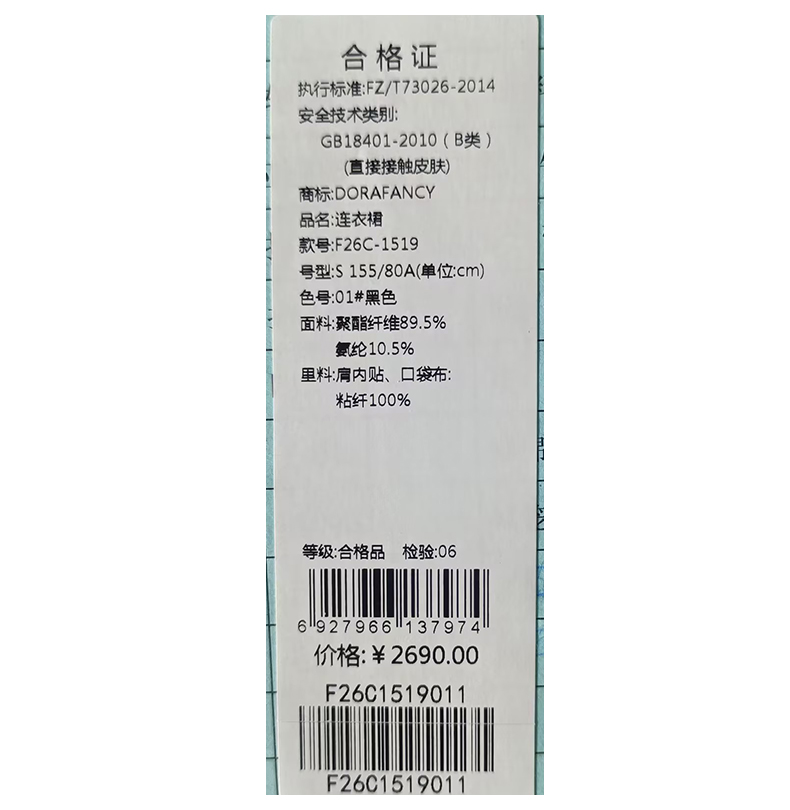 合格证
执行标准:FZ/T73026-2014
安全技术类别:
GB18401-2010（B类）
(直接接触皮肤)
商标:DORAFANCY
品名:连衣裙
款号:F26C-1519
号型:S 155/80A(单位:cm)
色号:01#黑色
面料:聚酯纤维89.5%
氨纶10.5%
里料:肩内贴、口袋布:
粘纤100%
等级:合格品 检验:06
6 927966 137974
价格:¥2690.00
F26C1519011
F26C1519011